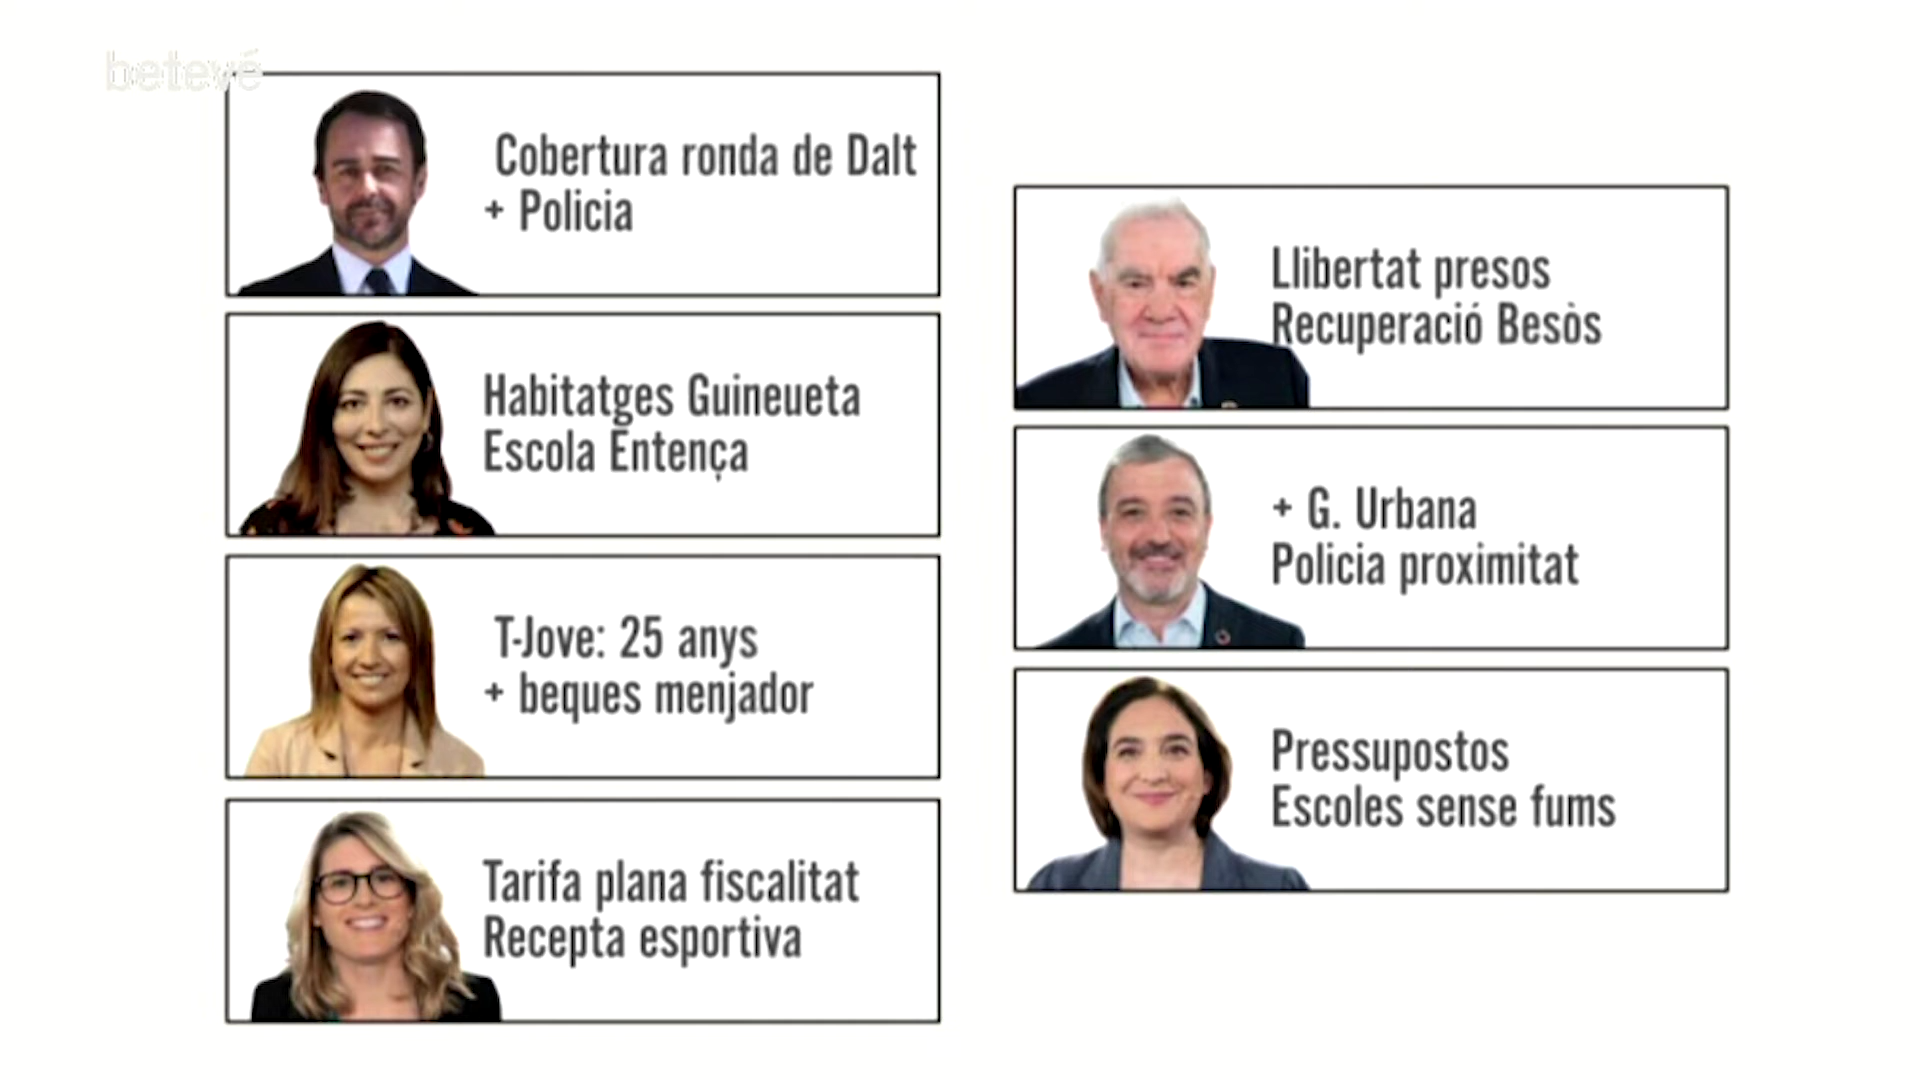 betevé
Cobertura ronda de Dalt
+ Policia
Habitatges Guineueta
Escola Entença
T-Jove: 25 anys
+ beques menjador
Tarifa plana fiscalitat
Recepta esportiva
Llibertat presos
Recuperació Besòs
+ G. Urbana
Policia proximitat
Pressupostos
Escoles sense fums